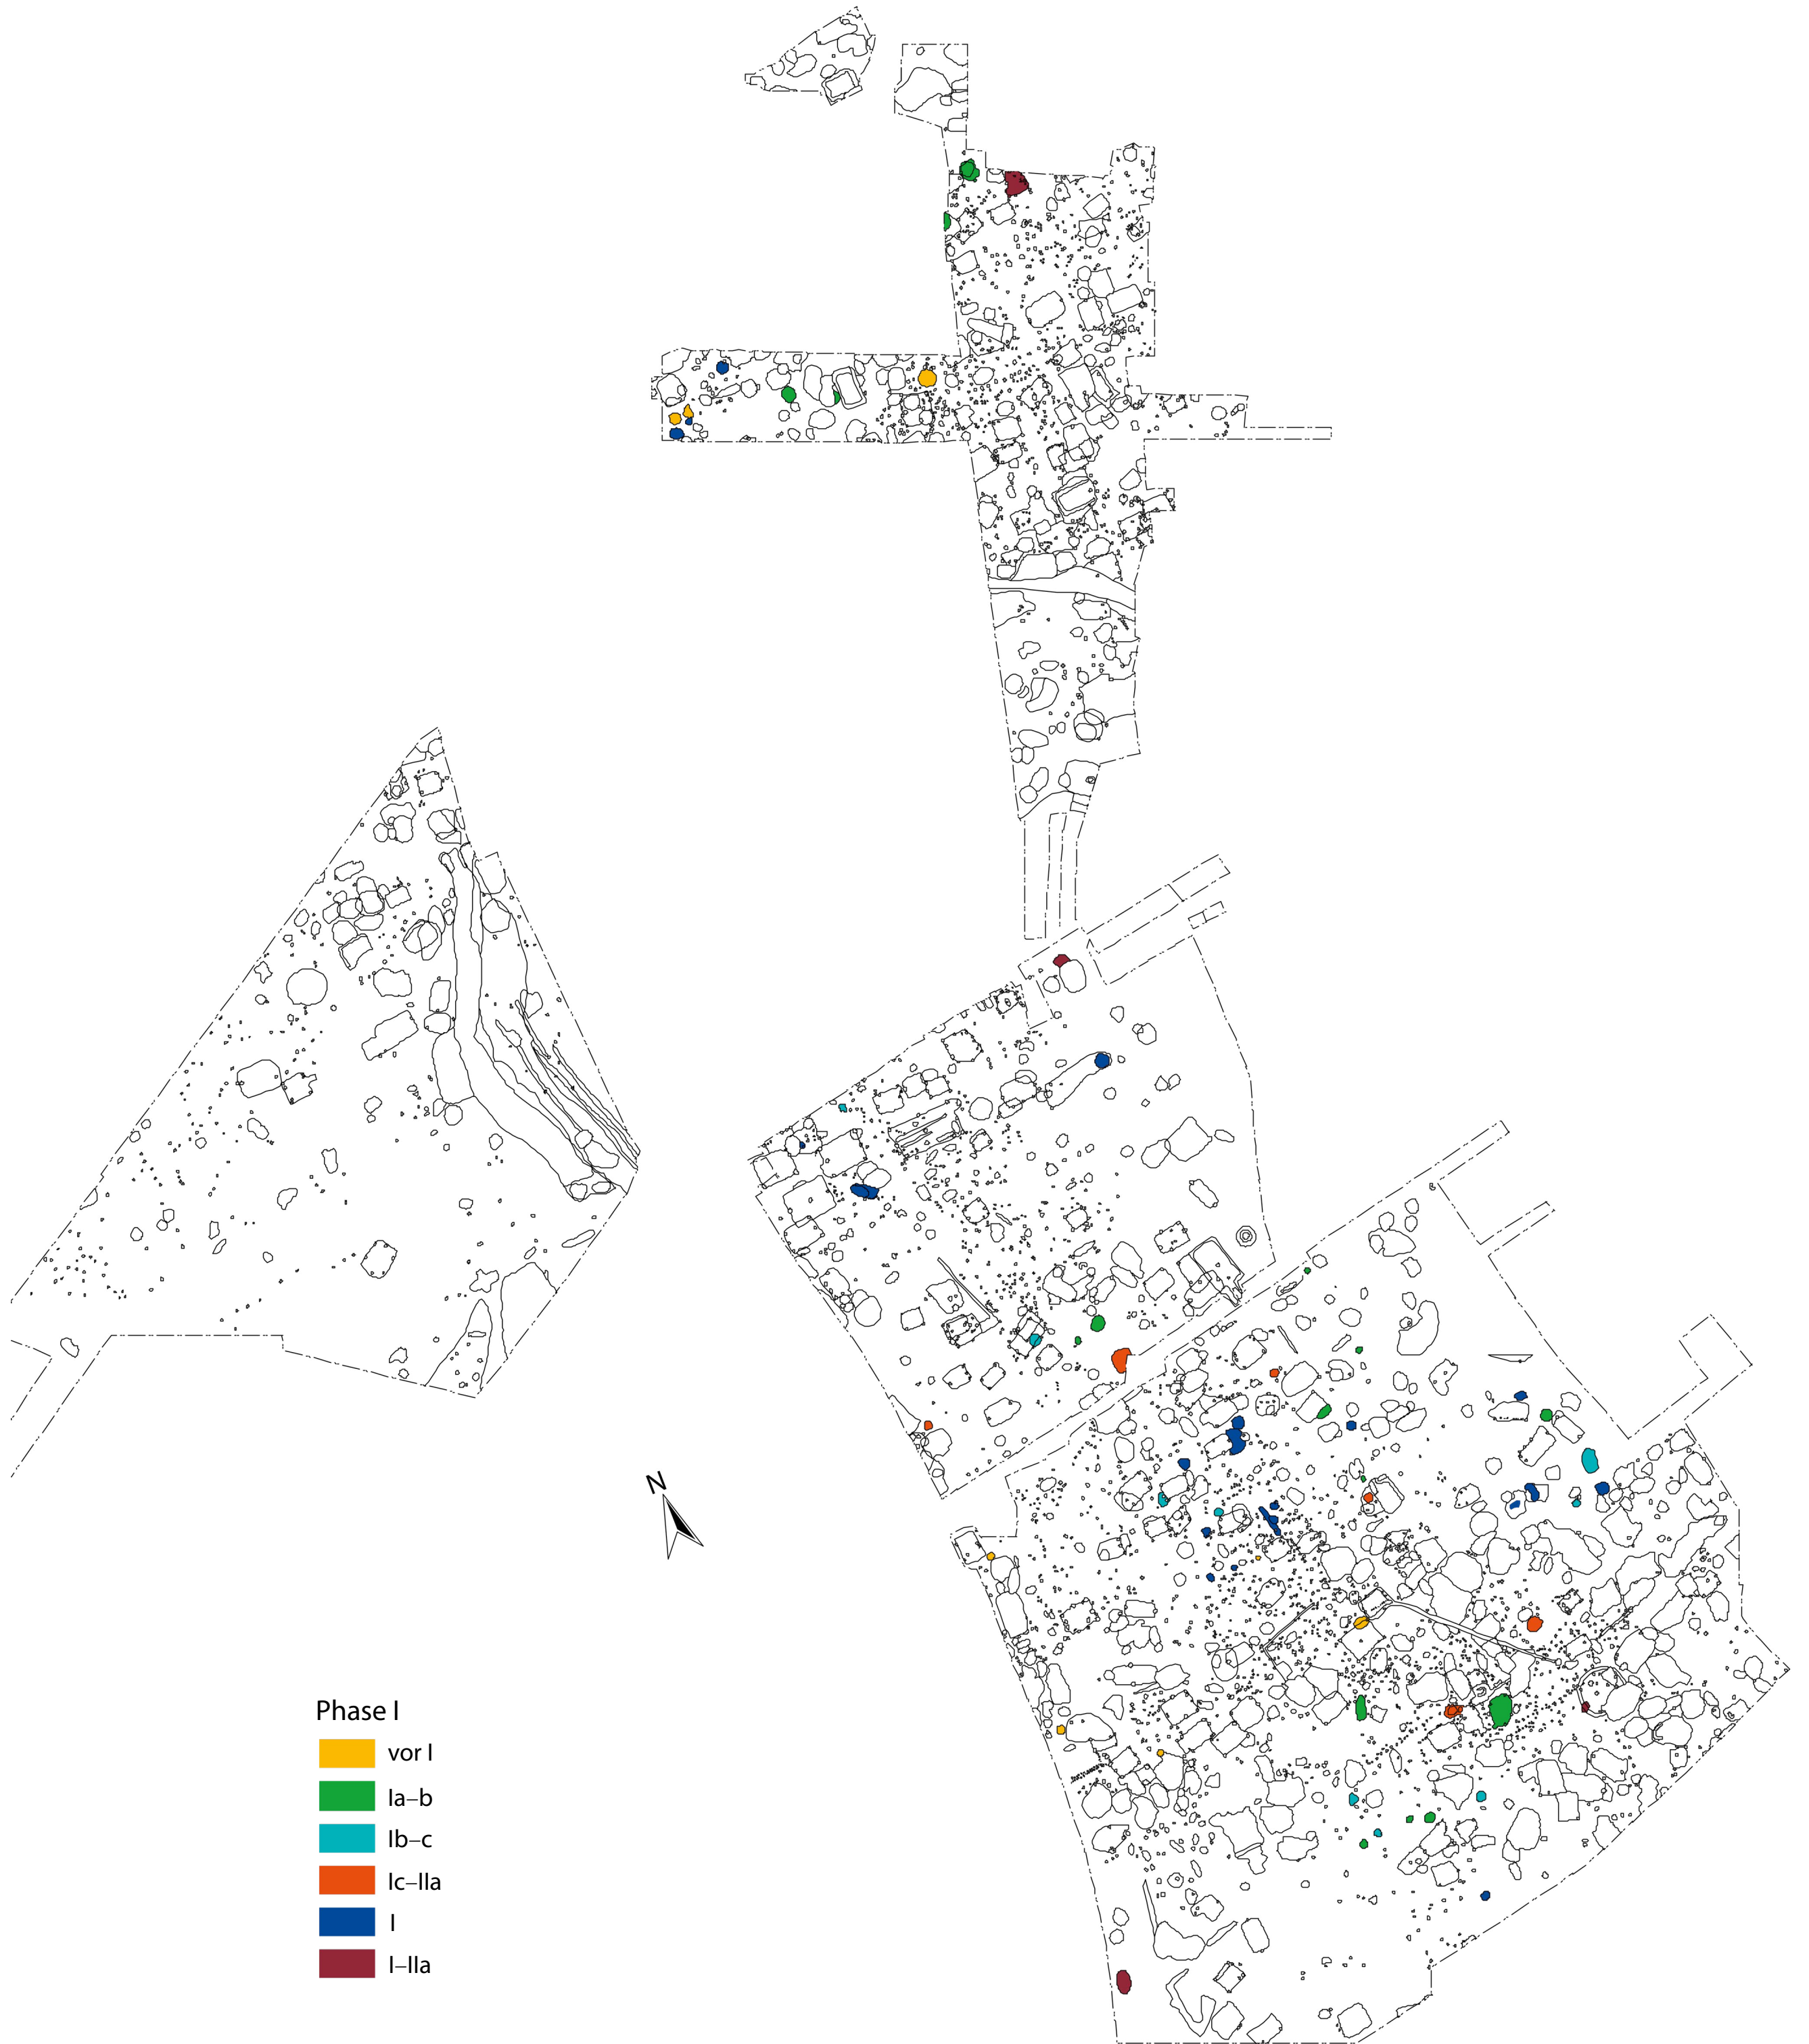 N
Phase I
vor I
Ia–b
Ib–c
Ic–IIa
I
I–IIa